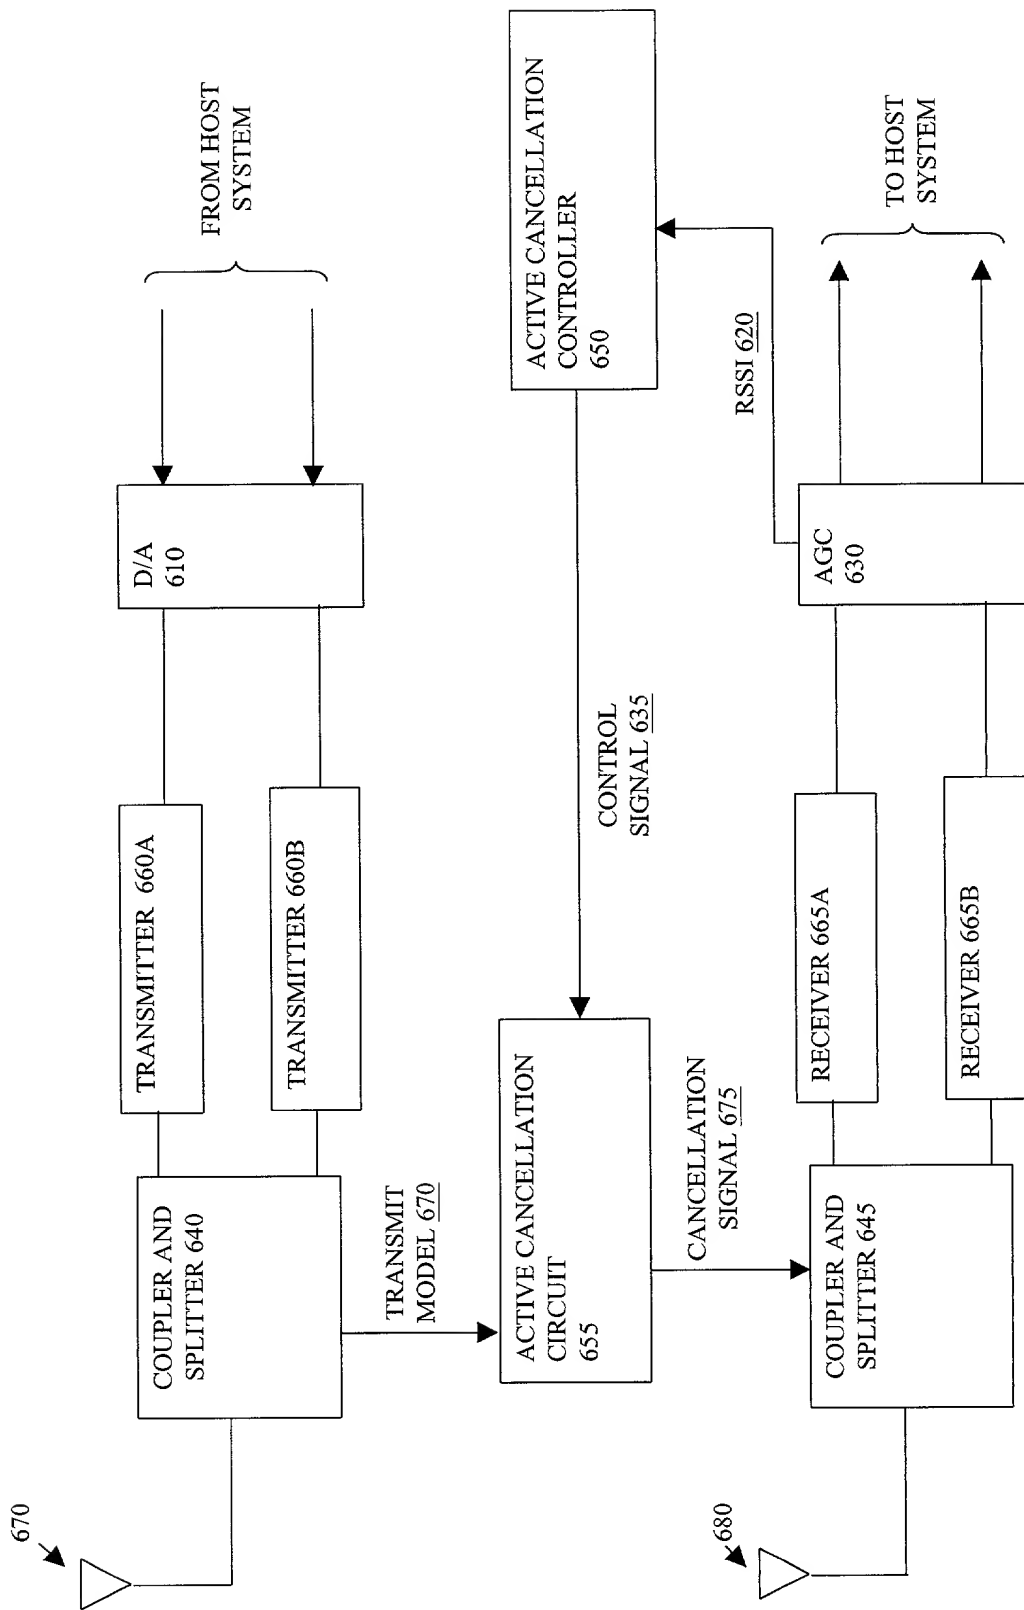 FROM HOST
SYSTEM
D/A
610
TRANSMITTER 660A
TRANSMITTER 660B
COUPLER AND
SPLITTER 640
670
TRANSMIT
MODEL 670
ACTIVE CANCELLATION
CONTROLLER
650
CONTROL
SIGNAL 635
ACTIVE CANCELLATION
CIRCUIT
655
CANCELLATION
SIGNAL 675
RSSI 620
TO HOST
SYSTEM
AGC
630
RECEIVER 665A
RECEIVER 665B
COUPLER AND
SPLITTER 645
680